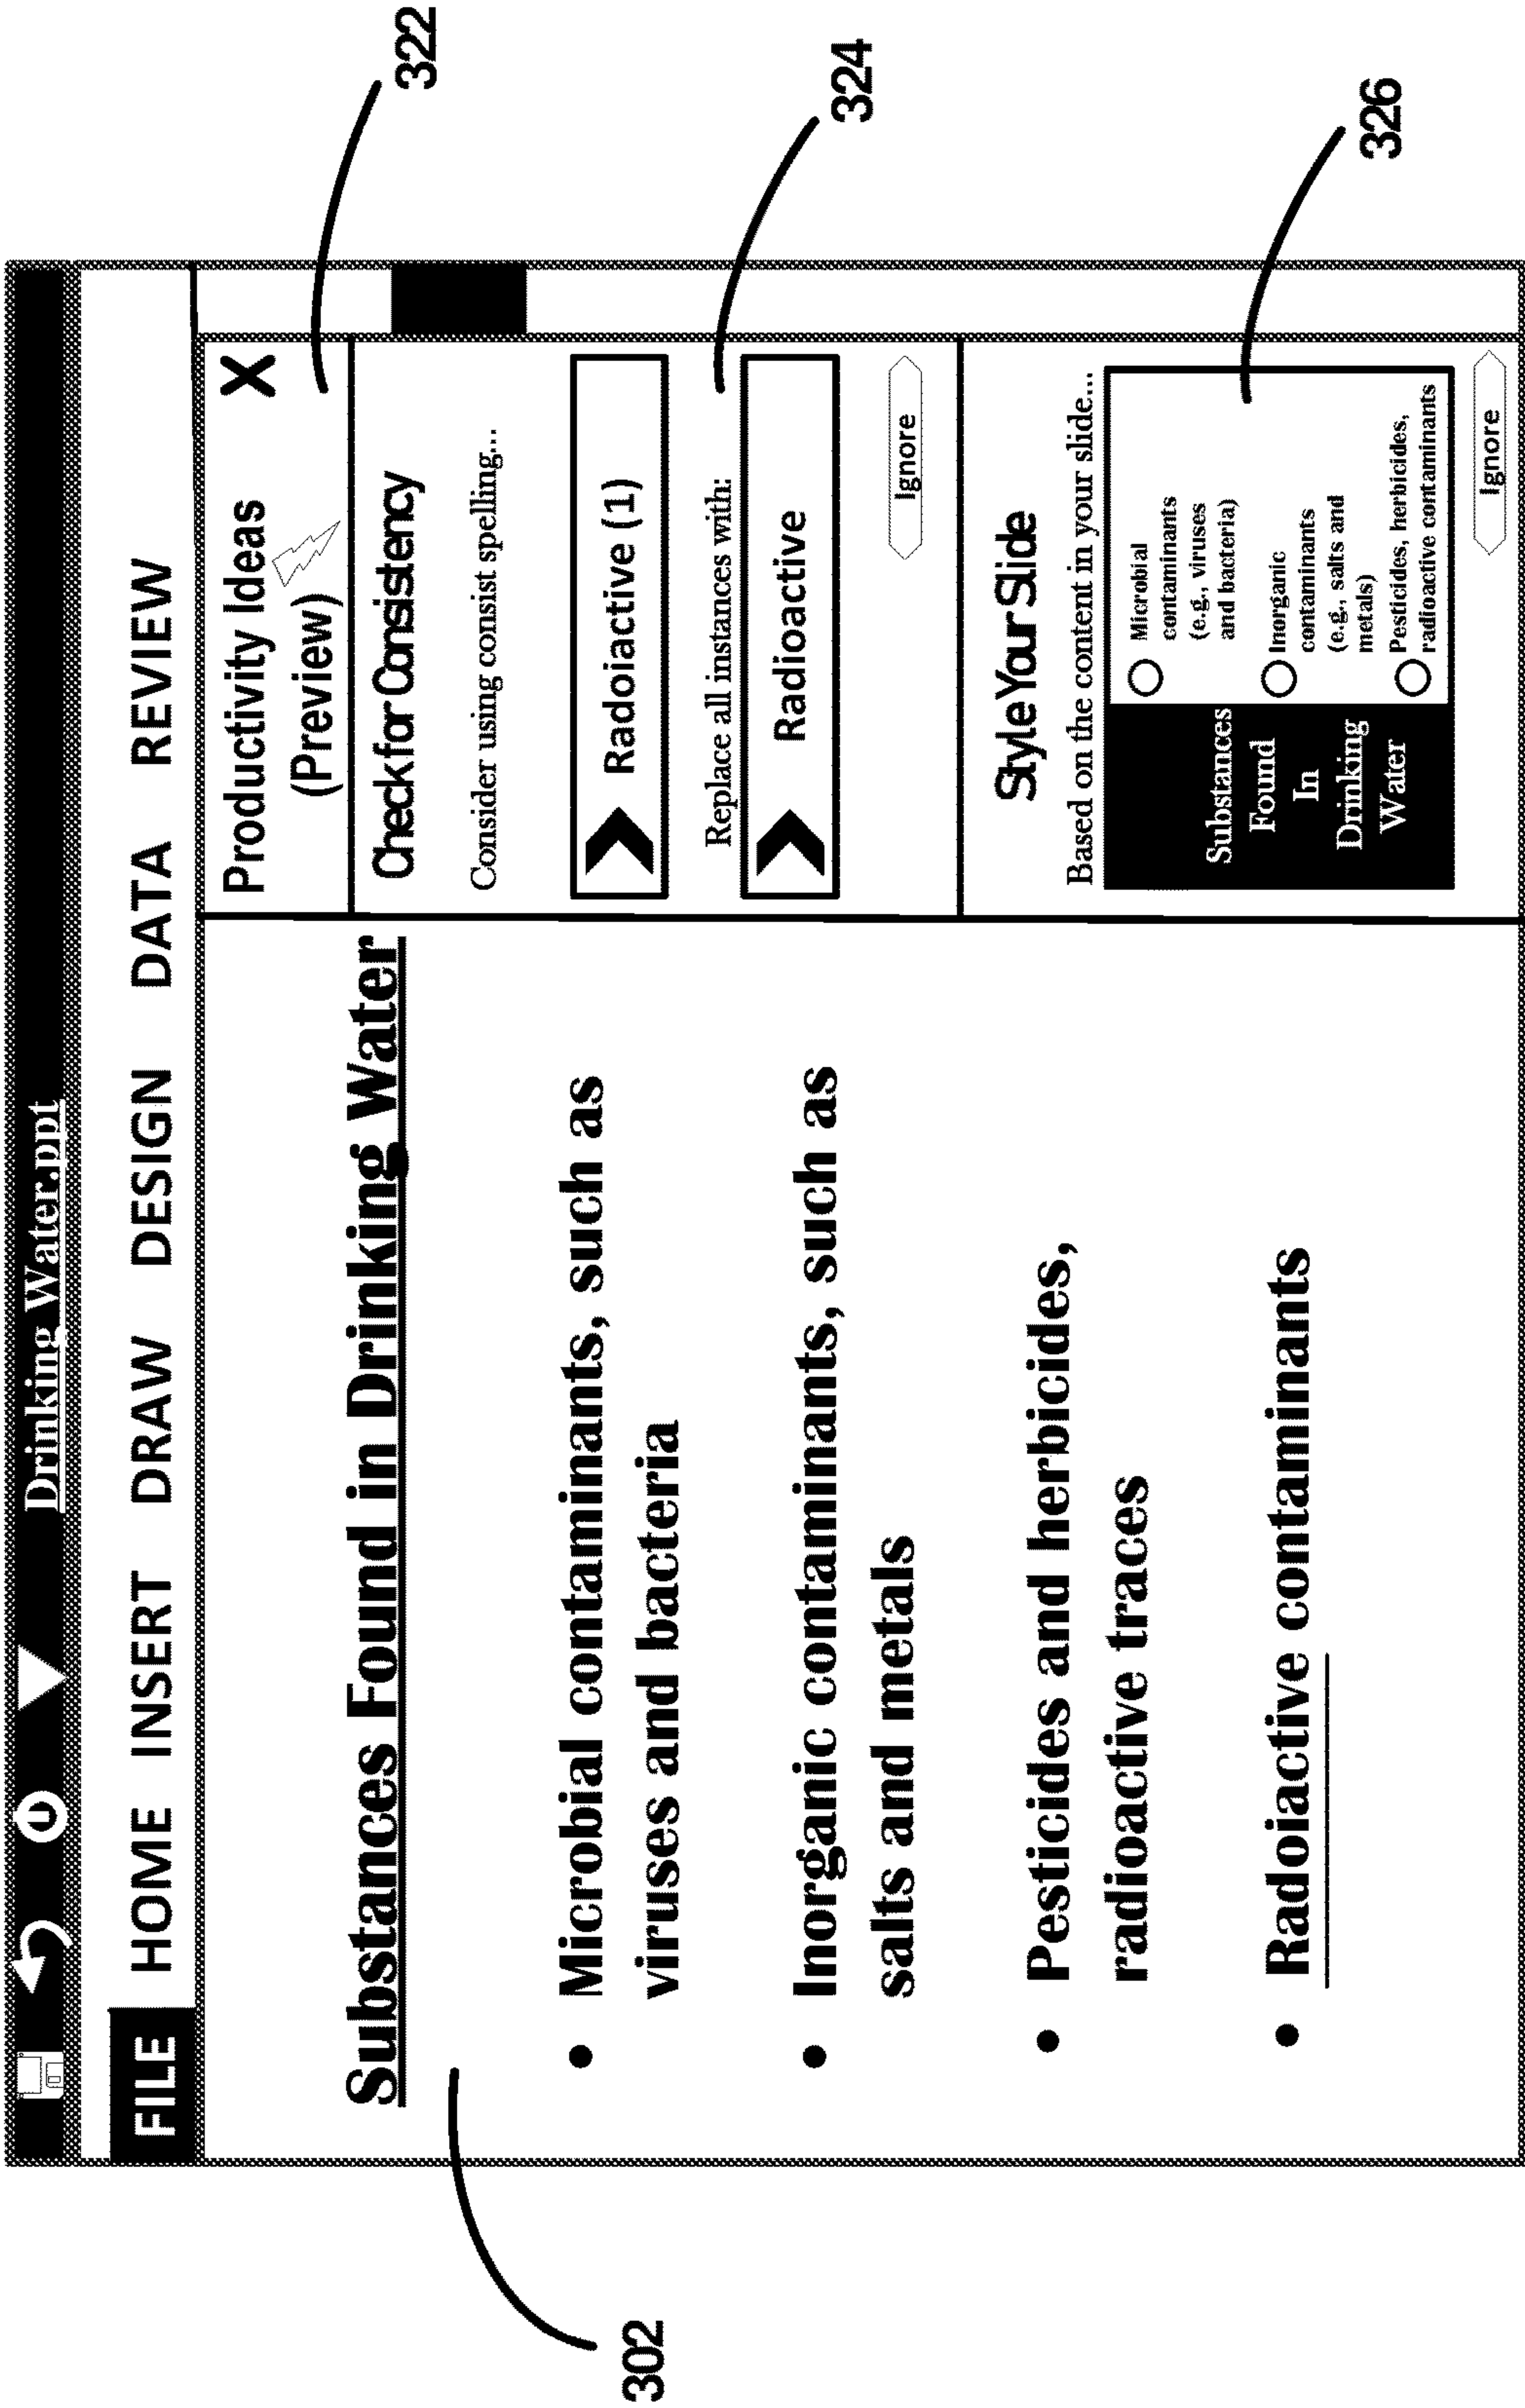 Drinking Water.ppt
FILE HOME INSERT DRAW DESIGN DATA REVIEW
Substances Found in Drinking Water
• Microbial contaminants, such as
viruses and bacteria
• Inorganic contaminants, such as
salts and metals
• Pesticides and herbicides,
radioactive traces
• Radoiactive contaminants
Productivity Ideas X
(Preview)
Check for Consistency
Consider using consist spelling...
Radoiactive (1)
Replace all instances with:
Radioactive
Ignore
Style Your Slide
Based on the content in your slide...
Substances
Found
In
Drinking
Water
Microbial
contaminants
(e.g., viruses
and bacteria)
Inorganic
contaminants
(e.g., salts and
metals)
Pesticides, herbicides,
radioactive contaminants
Ignore
302
322
324
326